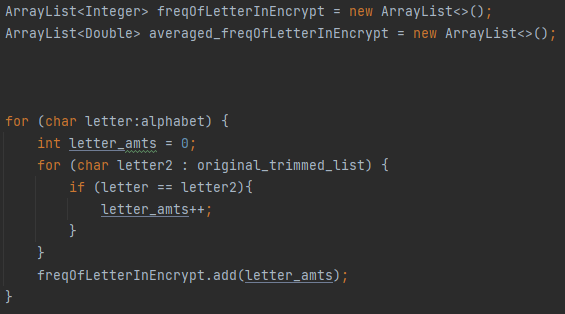 ArrayList<Integer> freqOfLetterInEncrypt = new ArrayList<>();
ArrayList<Double> averaged_freqOfLetterInEncrypt = new ArrayList<>();
for (char letter:alphabet) {
    int letter_amts = 0;
    for (char letter2 : original_trimmed_list) {
        if (letter == letter2){
            letter_amts++;
        }
    }
    freqOfLetterInEncrypt.add(letter_amts);
}